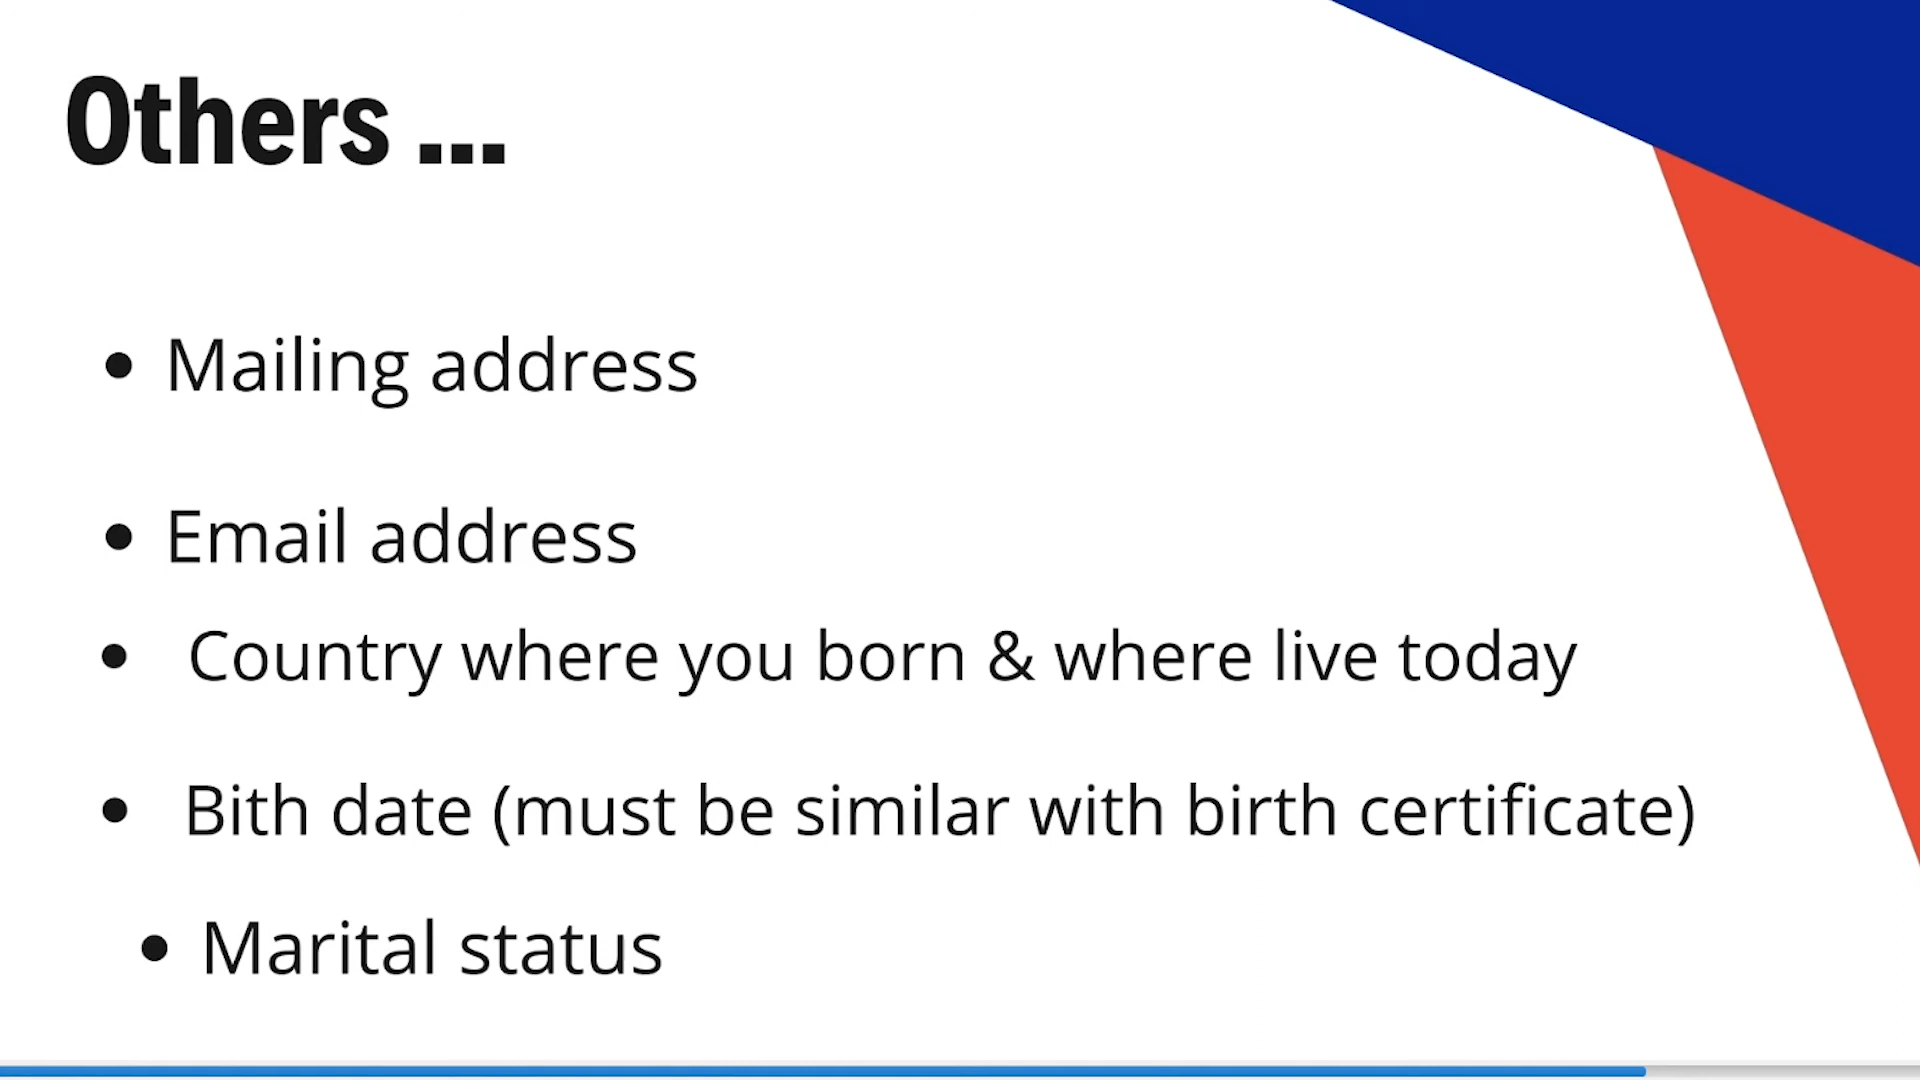 Others ...
• Mailing address
• Email address
• Country where you born & where live today
• Bith date (must be similar with birth certificate)
• Marital status